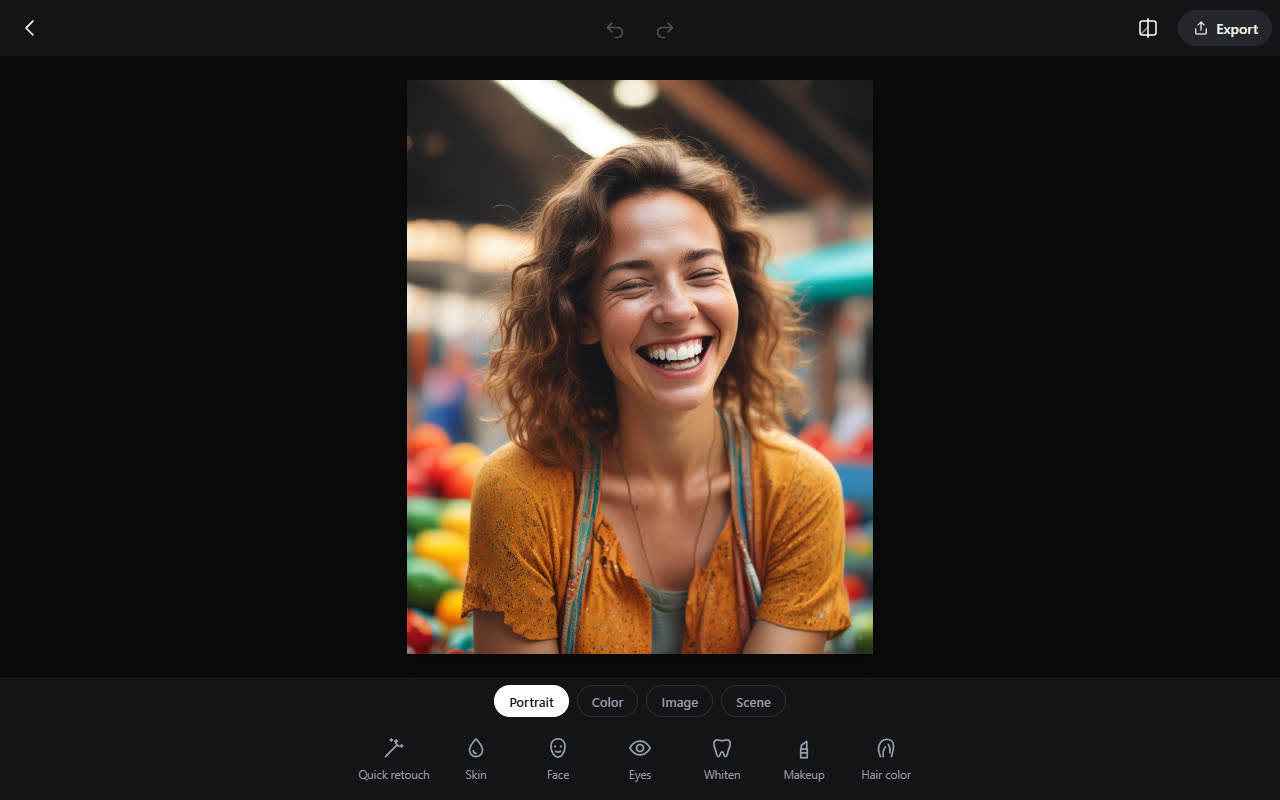 Export
Portrait
Color
Image
Scene
Quick retouch
Skin
Face
Eyes
Whiten
Makeup
Hair color